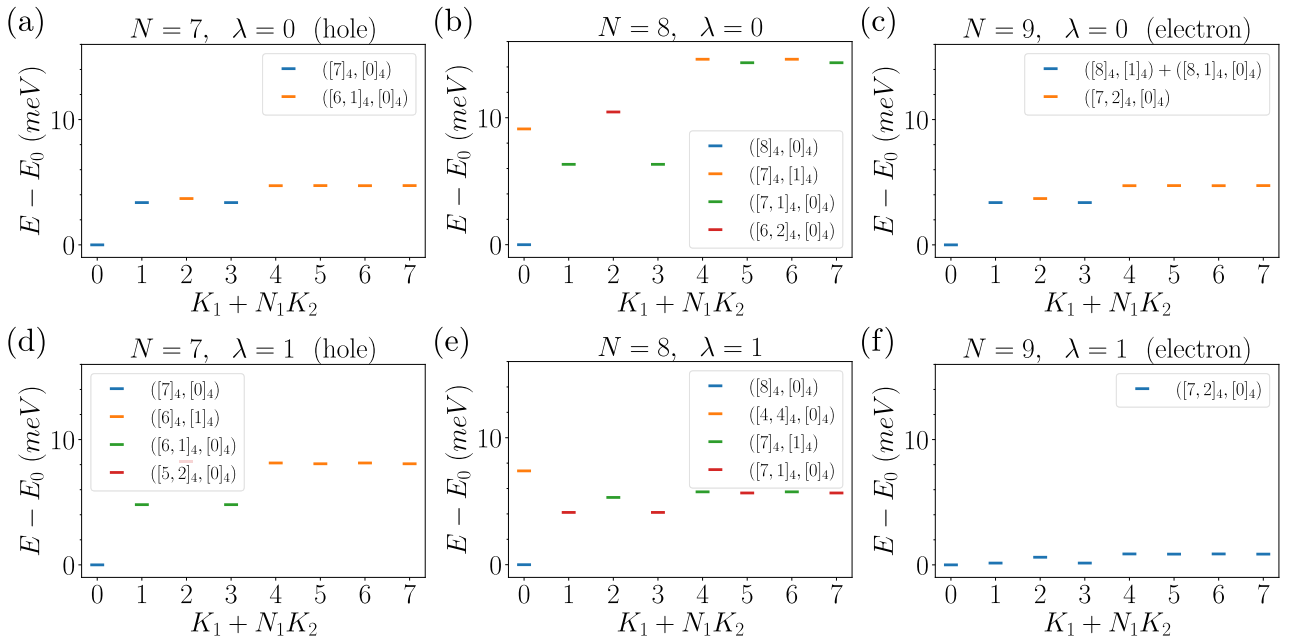 (a)
N = 7, λ = 0 (hole)
E − E₀ (meV)
10
0
([7]₄, [0]₄)
([6, 1]₄, [0]₄)
0 1 2 3 4 5 6 7
K₁ + N₁K₂
(b)
N = 8, λ = 0
E − E₀ (meV)
10
0
([8]₄, [0]₄)
([7]₄, [1]₄)
([7, 1]₄, [0]₄)
([6, 2]₄, [0]₄)
0 1 2 3 4 5 6 7
K₁ + N₁K₂
(c)
N = 9, λ = 0 (electron)
E − E₀ (meV)
10
0
([8]₄, [1]₄) + ([8, 1]₄, [0]₄)
([7, 2]₄, [0]₄)
0 1 2 3 4 5 6 7
K₁ + N₁K₂
(d)
N = 7, λ = 1 (hole)
E − E₀ (meV)
10
0
([7]₄, [0]₄)
([6]₄, [1]₄)
([6, 1]₄, [0]₄)
([5, 2]₄, [0]₄)
0 1 2 3 4 5 6 7
K₁ + N₁K₂
(e)
N = 8, λ = 1
E − E₀ (meV)
10
0
([8]₄, [0]₄)
([4, 4]₄, [0]₄)
([7]₄, [1]₄)
([7, 1]₄, [0]₄)
0 1 2 3 4 5 6 7
K₁ + N₁K₂
(f)
N = 9, λ = 1 (electron)
E − E₀ (meV)
10
0
([7, 2]₄, [0]₄)
0 1 2 3 4 5 6 7
K₁ + N₁K₂